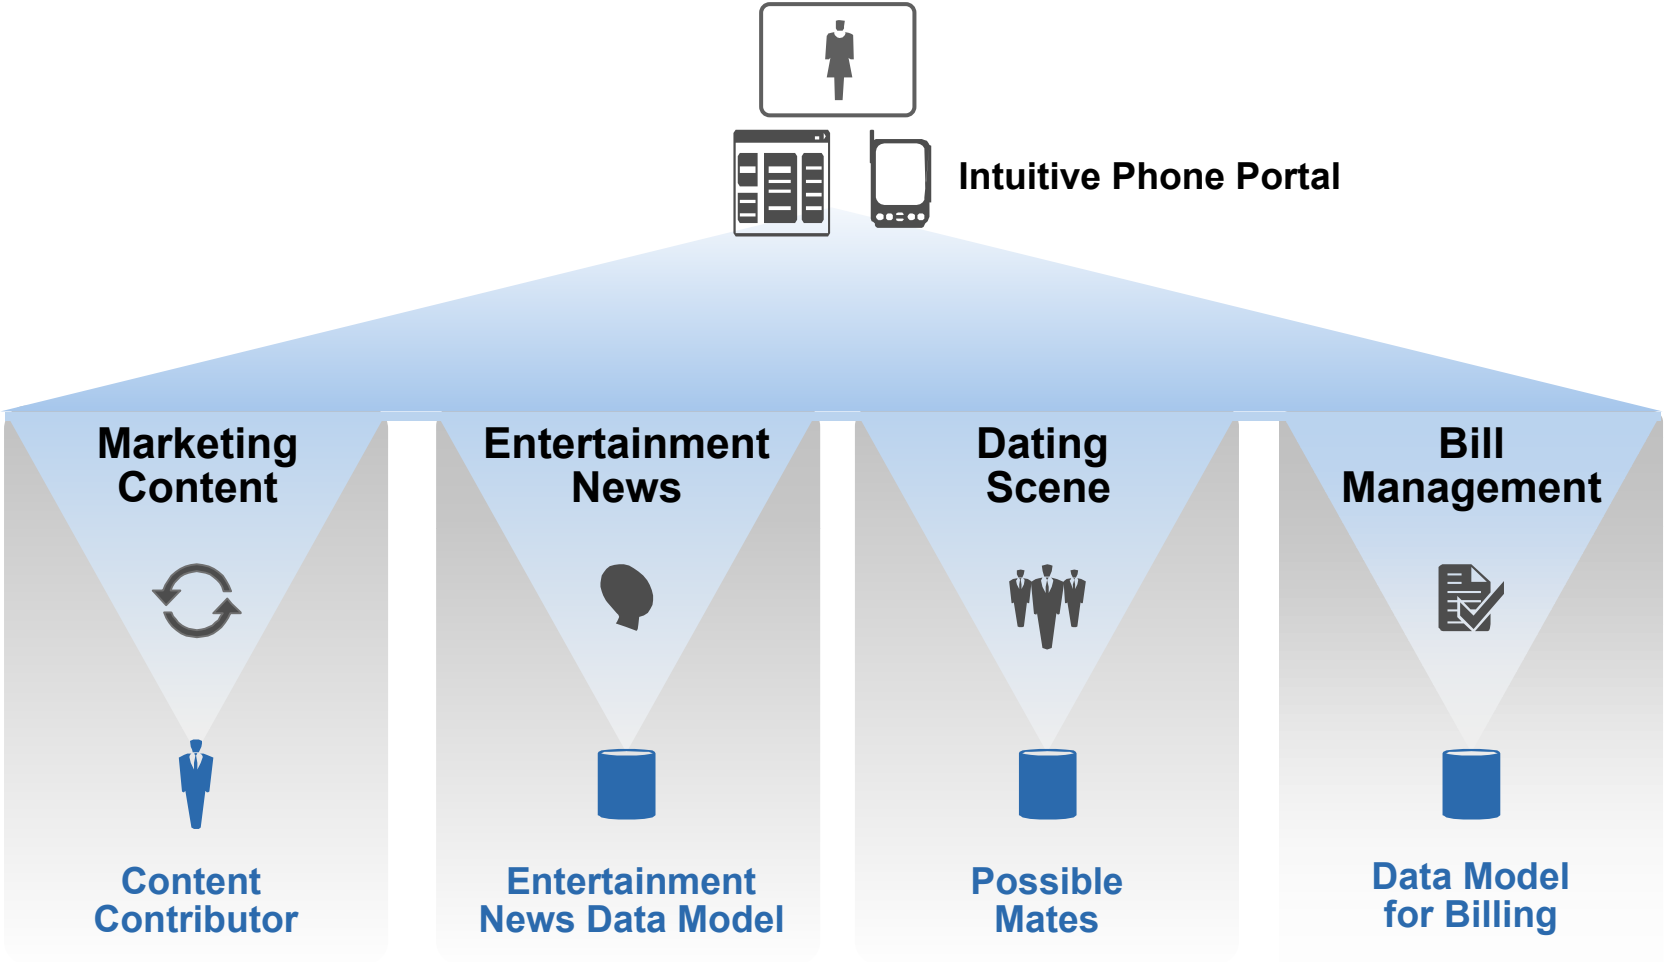 Intuitive Phone Portal
Marketing
Content
Entertainment
News
Dating
Scene
Bill
Management
Content
Contributor
Entertainment
News Data Model
Possible
Mates
Data Model
for Billing